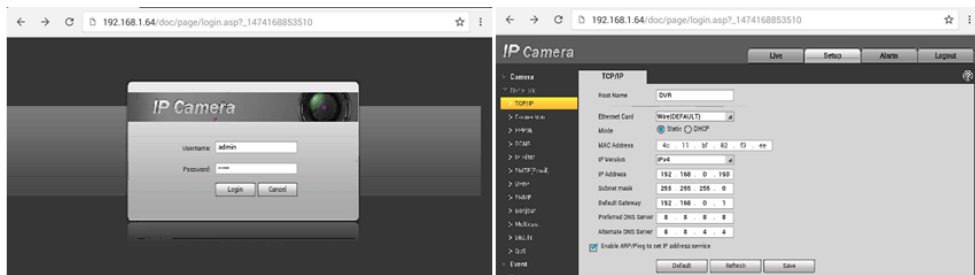 192.168.1.64/doc/page/login.asp?_1474168853510
IP Camera
Username: admin
Password:
Login Cancel
192.168.1.64/doc/page/login.asp?_1474168853510
IP Camera
Live Setup Alarm Logout
Camera
TCP/IP
Connection
PPPoE
DDNS
IP Filter
SMTP(Email)
UPnP
SNMP
Bonjour
Multicast
QoS
Event
TCP/IP
Host Name DVR
Ethernet Card Wire(DEFAULT)
Mode Static DHCP
MAC Address 4c . 11 . bf . 82 . f3 . ee
IP Version IPv4
IP Address 192 . 168 . 0 . 190
Subnet mask 255 . 255 . 255 . 0
Default Gateway 192 . 168 . 0 . 1
Preferred DNS Server 8 . 8 . 8 . 8
Alternate DNS Server 8 . 8 . 4 . 4
Enable ARP/Ping to set IP address service
Default Refresh Save